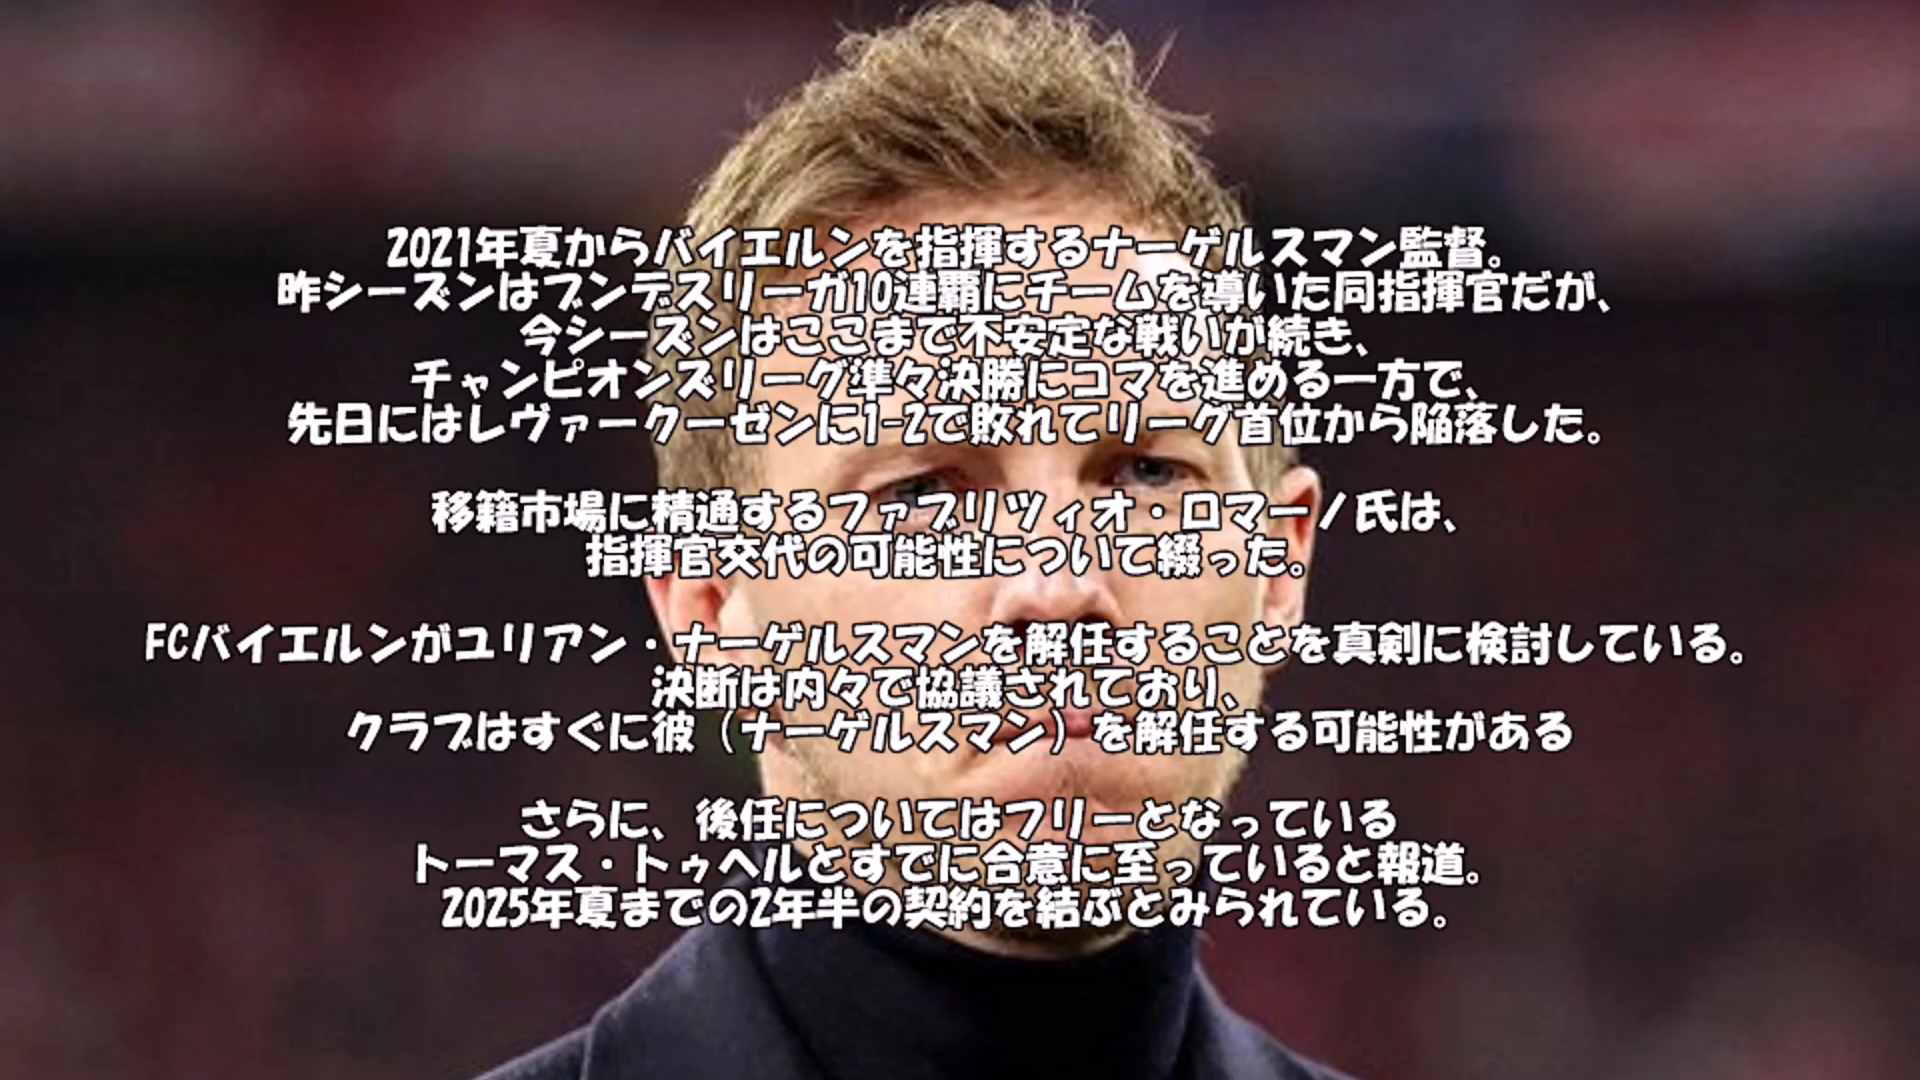 2021年夏からバイエルンを指揮するナーゲルスマン監督。
昨シーズンはブンデスリーガ10連覇にチームを導いた同指揮官だが、
今シーズンはここまで不安定な戦いが続き、
チャンピオンズリーグ準々決勝にコマを進める一方で、
先日にはレヴァークーゼンに1-2で敗れてリーグ首位から陥落した。
移籍市場に精通するファブリツィオ・ロマーノ氏は、
指揮官交代の可能性について綴った。
FCバイエルンがユリアン・ナーゲルスマンを解任することを真剣に検討している。
決断は内々で協議されており、
クラブはすぐに彼（ナーゲルスマン）を解任する可能性がある
さらに、後任についてはフリーとなっている
トーマス・トゥヘルとすでに合意に至っていると報道。
2025年夏までの2年半の契約を結ぶとみられている。